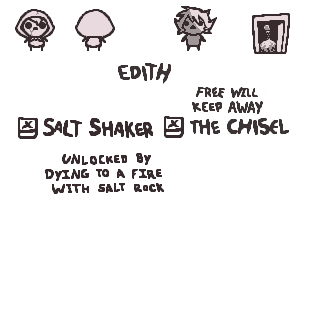 EDITH
FREE WILL
KEEP AWAY
SALT SHAKER
THE CHISEL
UNLOCKED BY
DYING TO A FIRE
WITH SALT ROCK